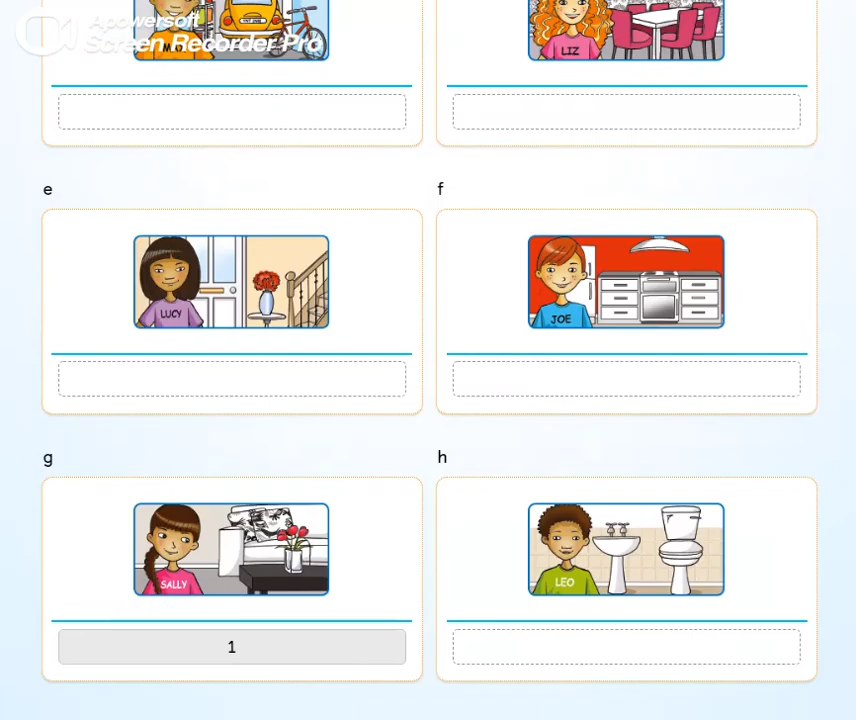 Apowersoft
Screen Recorder Pro
LIZ
e
f
LUCY
JOE
g
h
SALLY
LEO
1